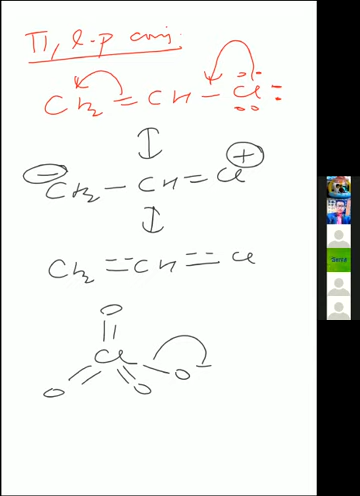 π, l-p conj.
CH₂ = CH - Cl
CH₂ - CH = Cl
CH₂ == CH == Cl
O
Cl
O O O⁻